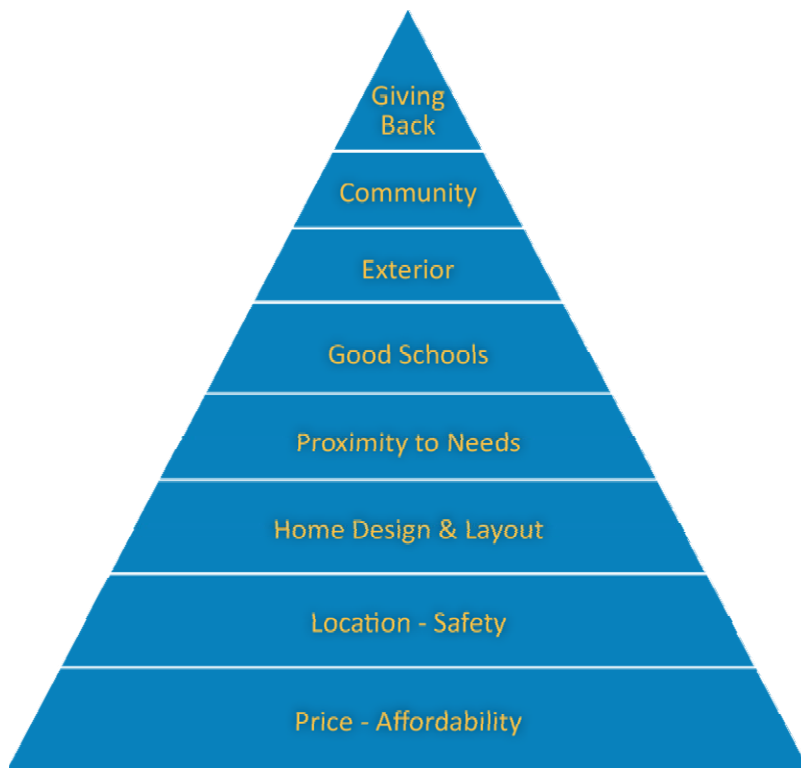 Giving
Back
Community
Exterior
Good Schools
Proximity to Needs
Home Design & Layout
Location - Safety
Price - Affordability